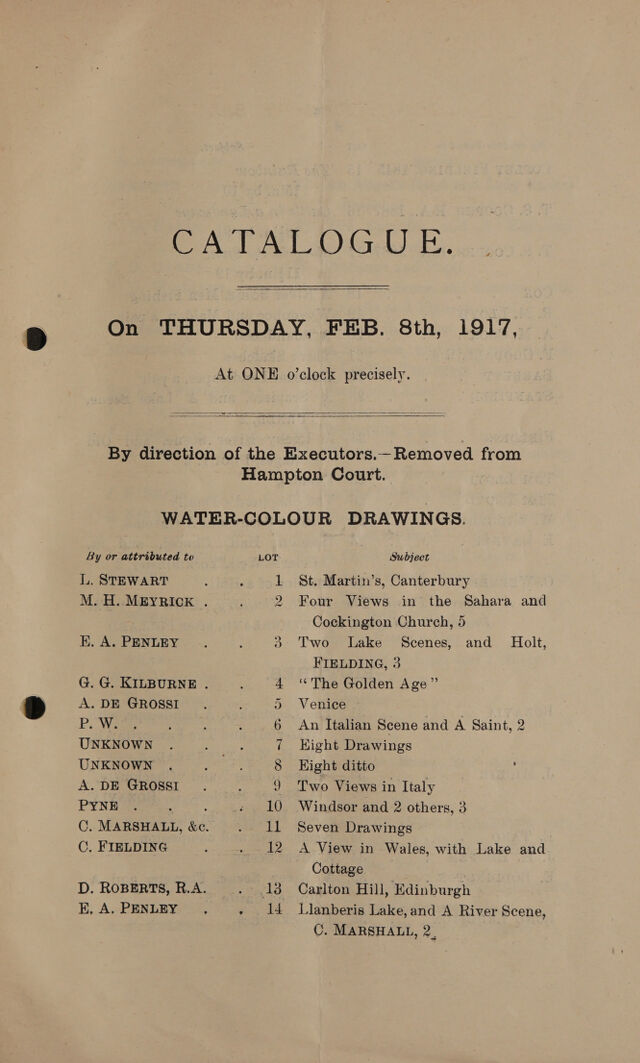 CATALOGUE.
On THURSDAY, FEB. 8th, 1917,
At ONE o'clock precisely.
By direction of the Executors.—Removed from
Hampton Court.
WATER-COLOUR DRAWINGS.
By or attributed to LOT Subject
L. STEWART . . 1 St. Martin's, Canterbury
M. H. MEYRICK . . 2 Four Views in the Sahara and
Cockington Church, 5
E. A. PENLEY . . 3 Two Lake Scenes, and Holt,
FIELDING, 3
G. G. KILBURNE . . 4 “The Golden Age”
A. DE GROSSI . . 5 Venice
P. W. . . . . 6 An Italian Scene and A Saint, 2
UNKNOWN . . . 7 Eight Drawings
UNKNOWN . . . 8 Eight ditto
A. DE GROSSI . . 9 Two Views in Italy
PYNE . . . . 10 Windsor and 2 others, 3
C. MARSHALL, &c. . 11 Seven Drawings
C. FIELDING . . 12 A View in Wales, with Lake and
Cottage
D. ROBERTS, R.A. . 13 Carlton Hill, Edinburgh
E. A. PENLEY . . 14 Llanberis Lake, and A River Scene,
C. MARSHALL, 2